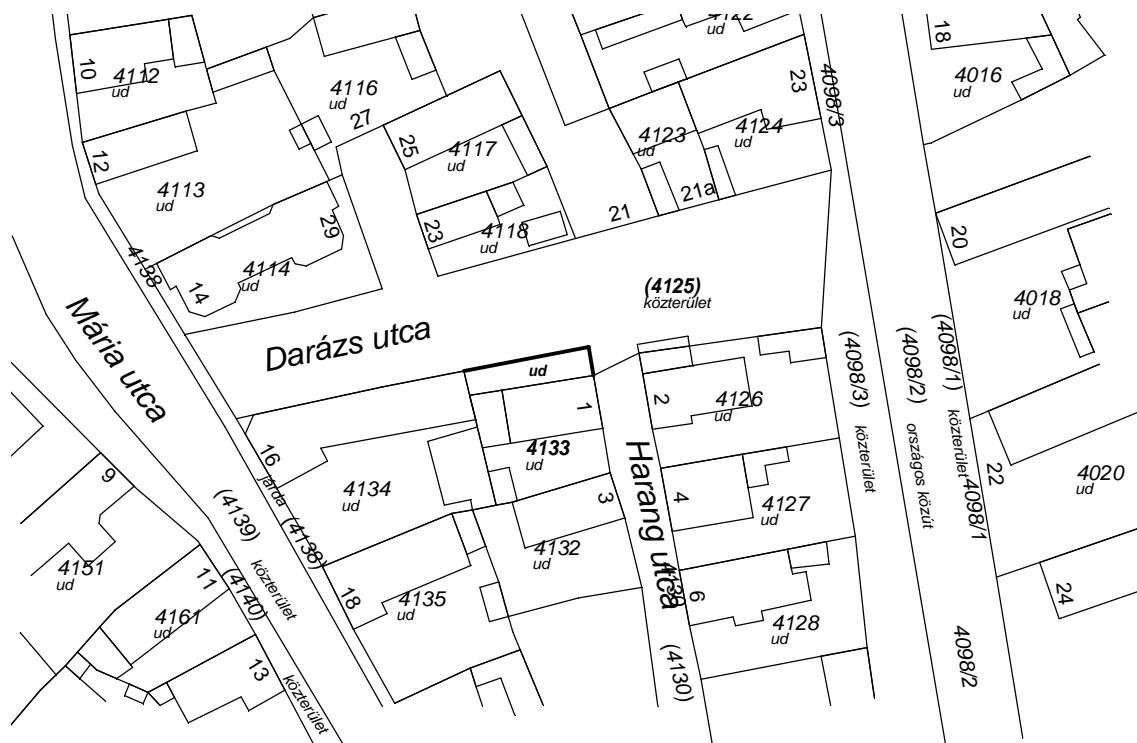 4122
ud
18
10
4112
ud
23
4098/3
4016
ud
4116
ud
27
25
4117
ud
4123
ud
4124
ud
12
4113
ud
21a
21
29
23
4118
ud
20
4138
4114
ud
14
(4125)
közterület
4018
ud
Mária utca
Darázs utca
(4098/3)
közterület
(4098/2)
országos közút
(4098/1)
közterület
4098/1
ud
1
2
4126
ud
4133
ud
Harang utca
16
járda
(4138)
4134
ud
3
4
4127
ud
22
4020
ud
9
(4139)
közterület
4151
ud
11
(4140)
közterület
4132
ud
18
4135
ud
4130
6
4128
ud
24
4161
ud
13
(4130)
4098/2